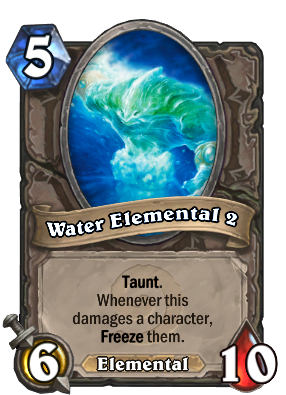 5
Water Elemental 2
Taunt.
Whenever this
damages a character,
Freeze them.
6
Elemental
10